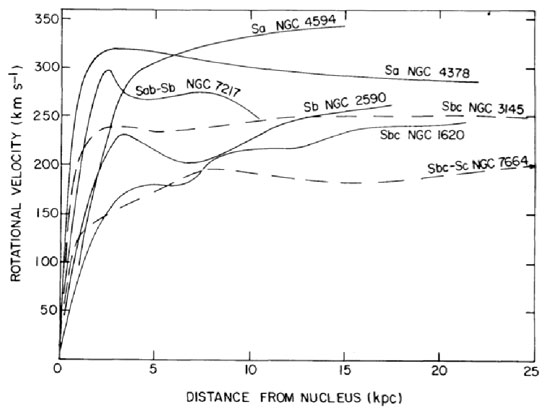 350
300
250
200
150
100
50
ROTATIONAL VELOCITY (km s⁻¹)
Sa NGC 4594
Sa NGC 4378
Sab-Sb NGC 7217
Sb NGC 2590
Sbc NGC 3145
Sbc NGC 1620
Sbc-Sc NGC 7664
0 5 10 15 20 25
DISTANCE FROM NUCLEUS (kpc)